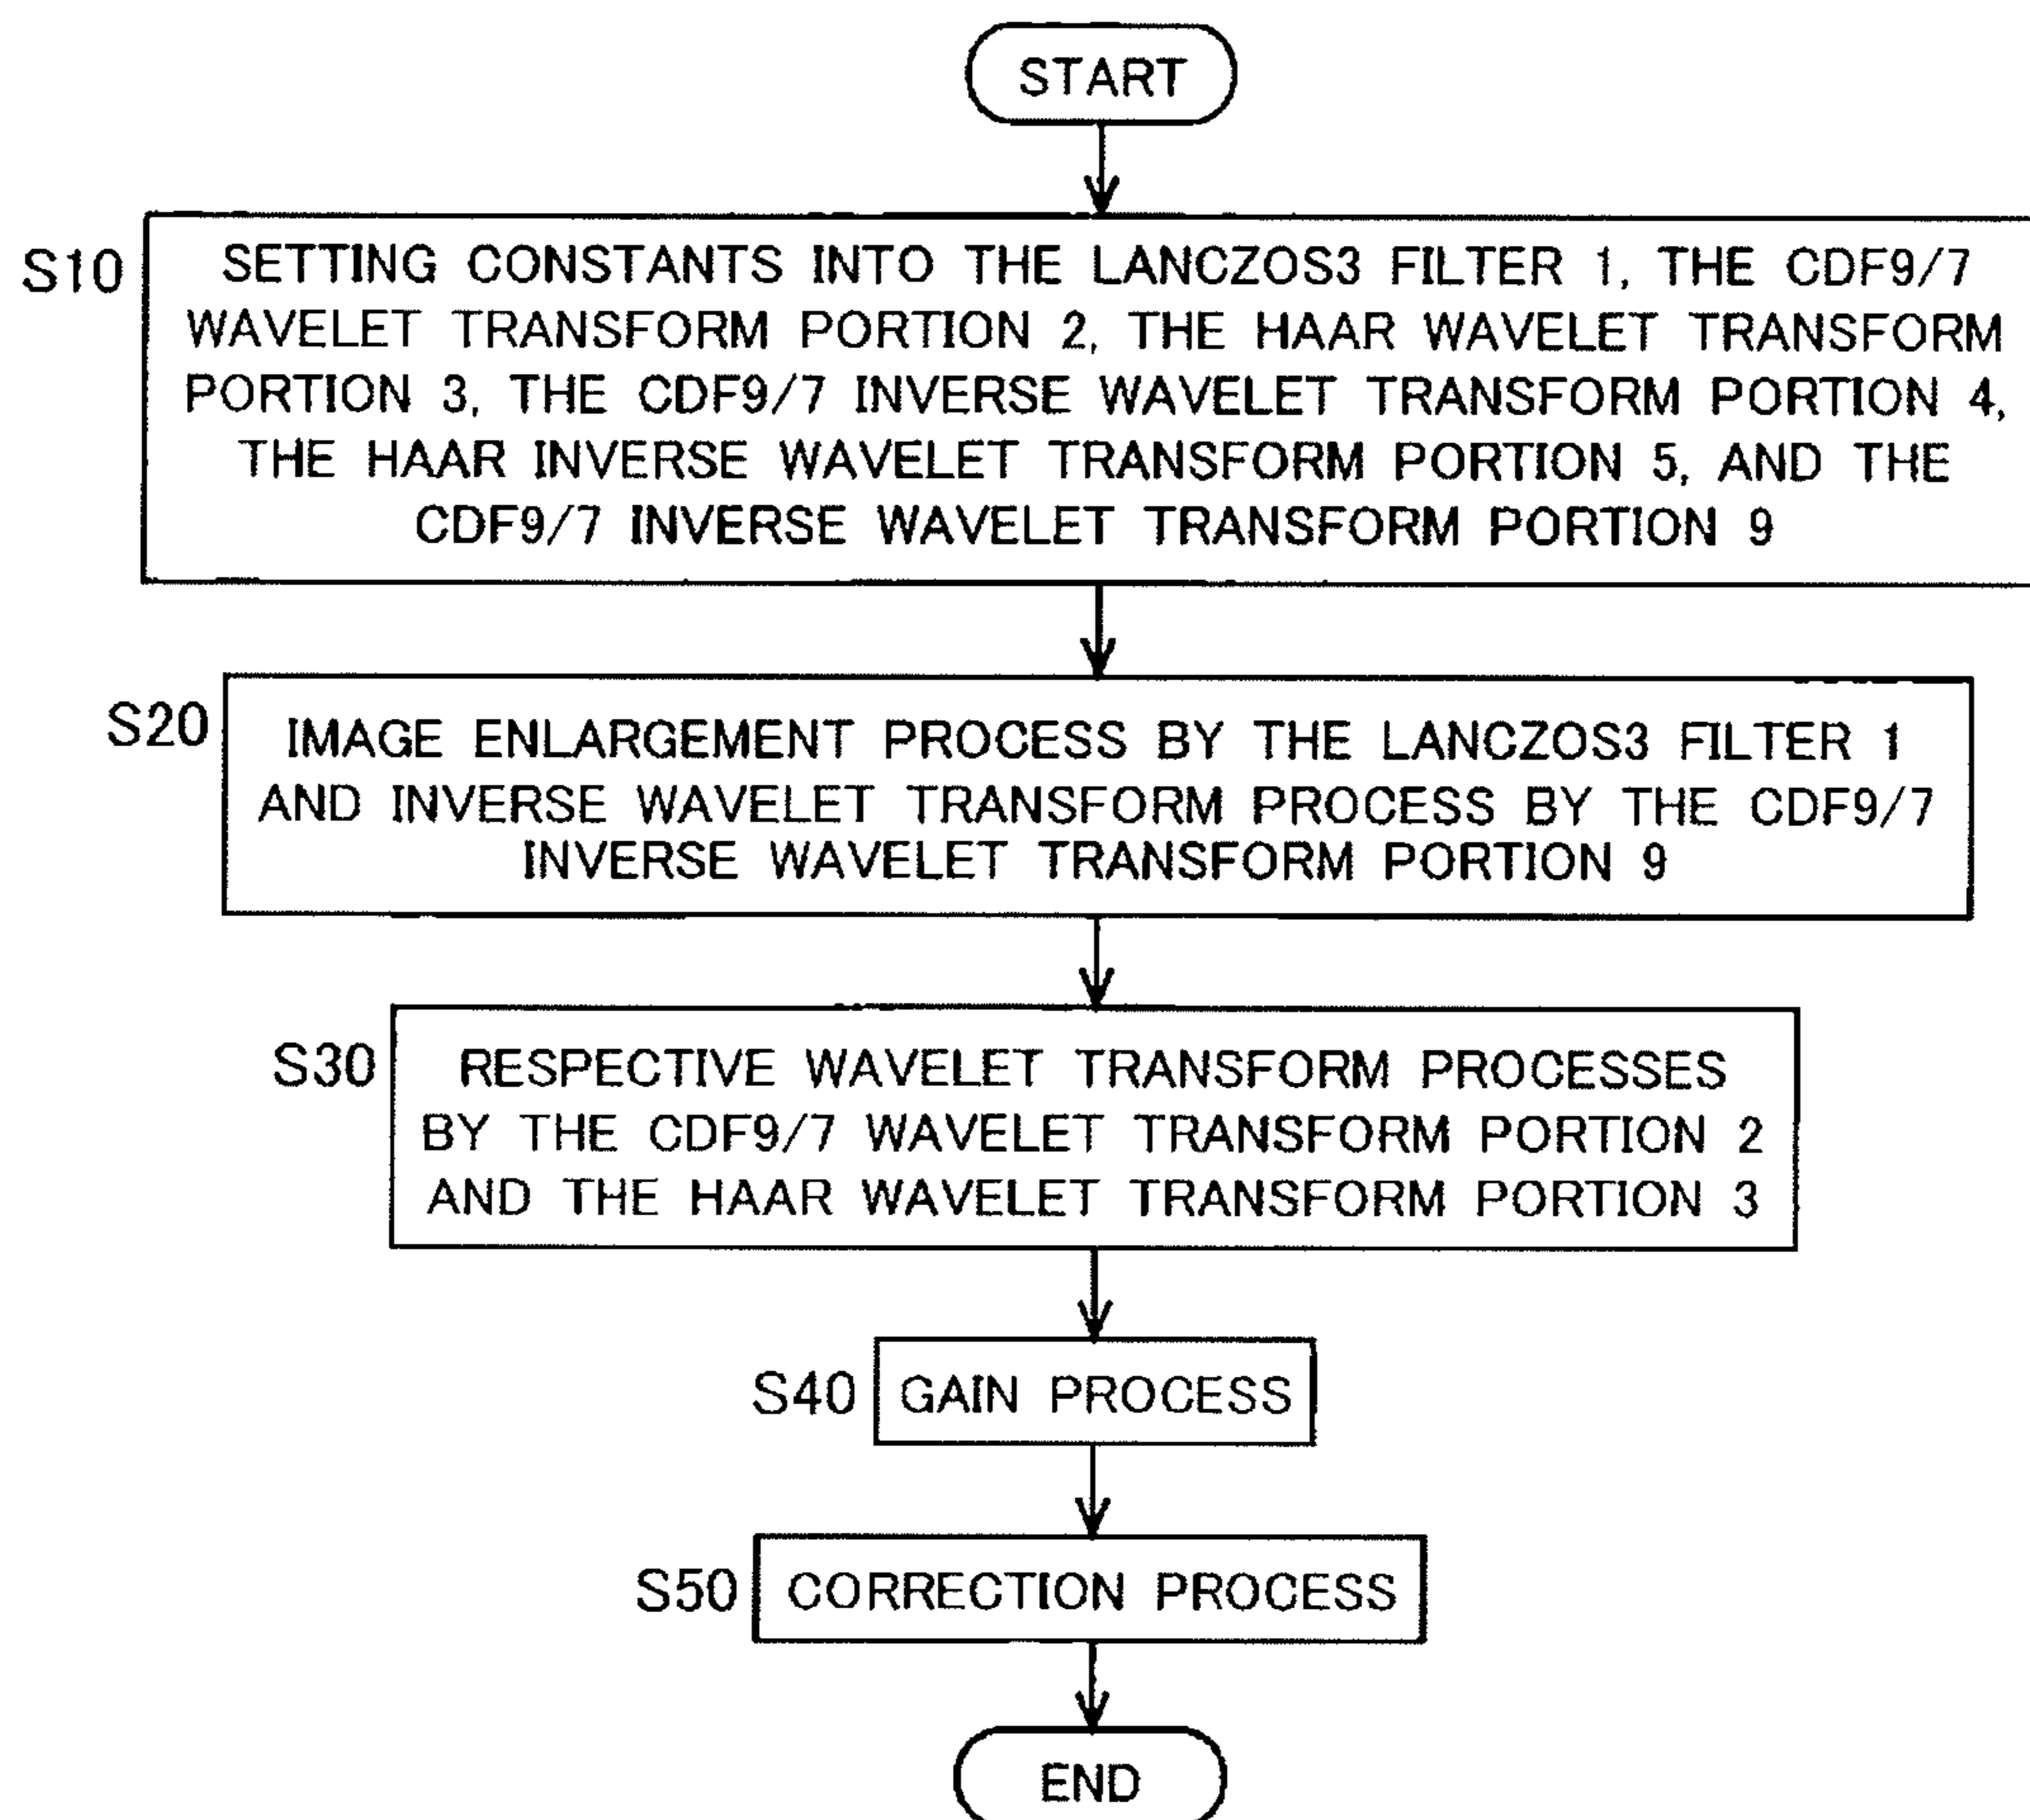 START
S10
SETTING CONSTANTS INTO THE LANCZOS3 FILTER 1, THE CDF9/7
WAVELET TRANSFORM PORTION 2, THE HAAR WAVELET TRANSFORM
PORTION 3, THE CDF9/7 INVERSE WAVELET TRANSFORM PORTION 4,
THE HAAR INVERSE WAVELET TRANSFORM PORTION 5, AND THE
CDF9/7 INVERSE WAVELET TRANSFORM PORTION 9
S20
IMAGE ENLARGEMENT PROCESS BY THE LANCZOS3 FILTER 1
AND INVERSE WAVELET TRANSFORM PROCESS BY THE CDF9/7
INVERSE WAVELET TRANSFORM PORTION 9
S30
RESPECTIVE WAVELET TRANSFORM PROCESSES
BY THE CDF9/7 WAVELET TRANSFORM PORTION 2
AND THE HAAR WAVELET TRANSFORM PORTION 3
S40
GAIN PROCESS
S50
CORRECTION PROCESS
END